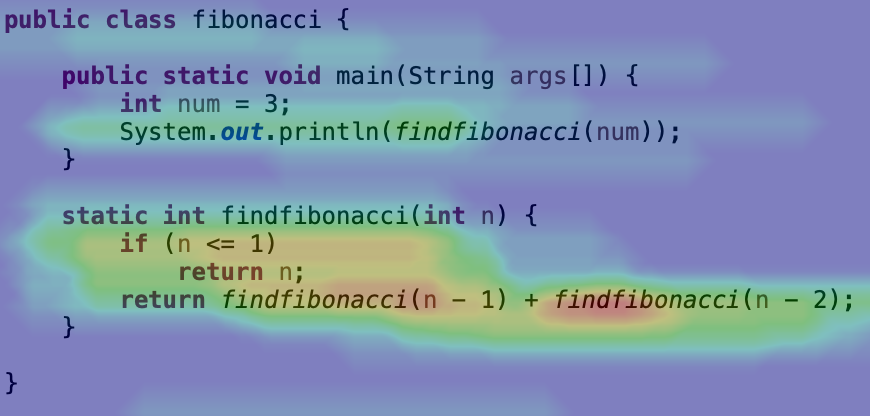 public class fibonacci {
public static void main(String args[]) {
int num = 3;
System.out.println(findfibonacci(num));
}
static int findfibonacci(int n) {
if (n <= 1)
return n;
return findfibonacci(n - 1) + findfibonacci(n - 2);
}
}